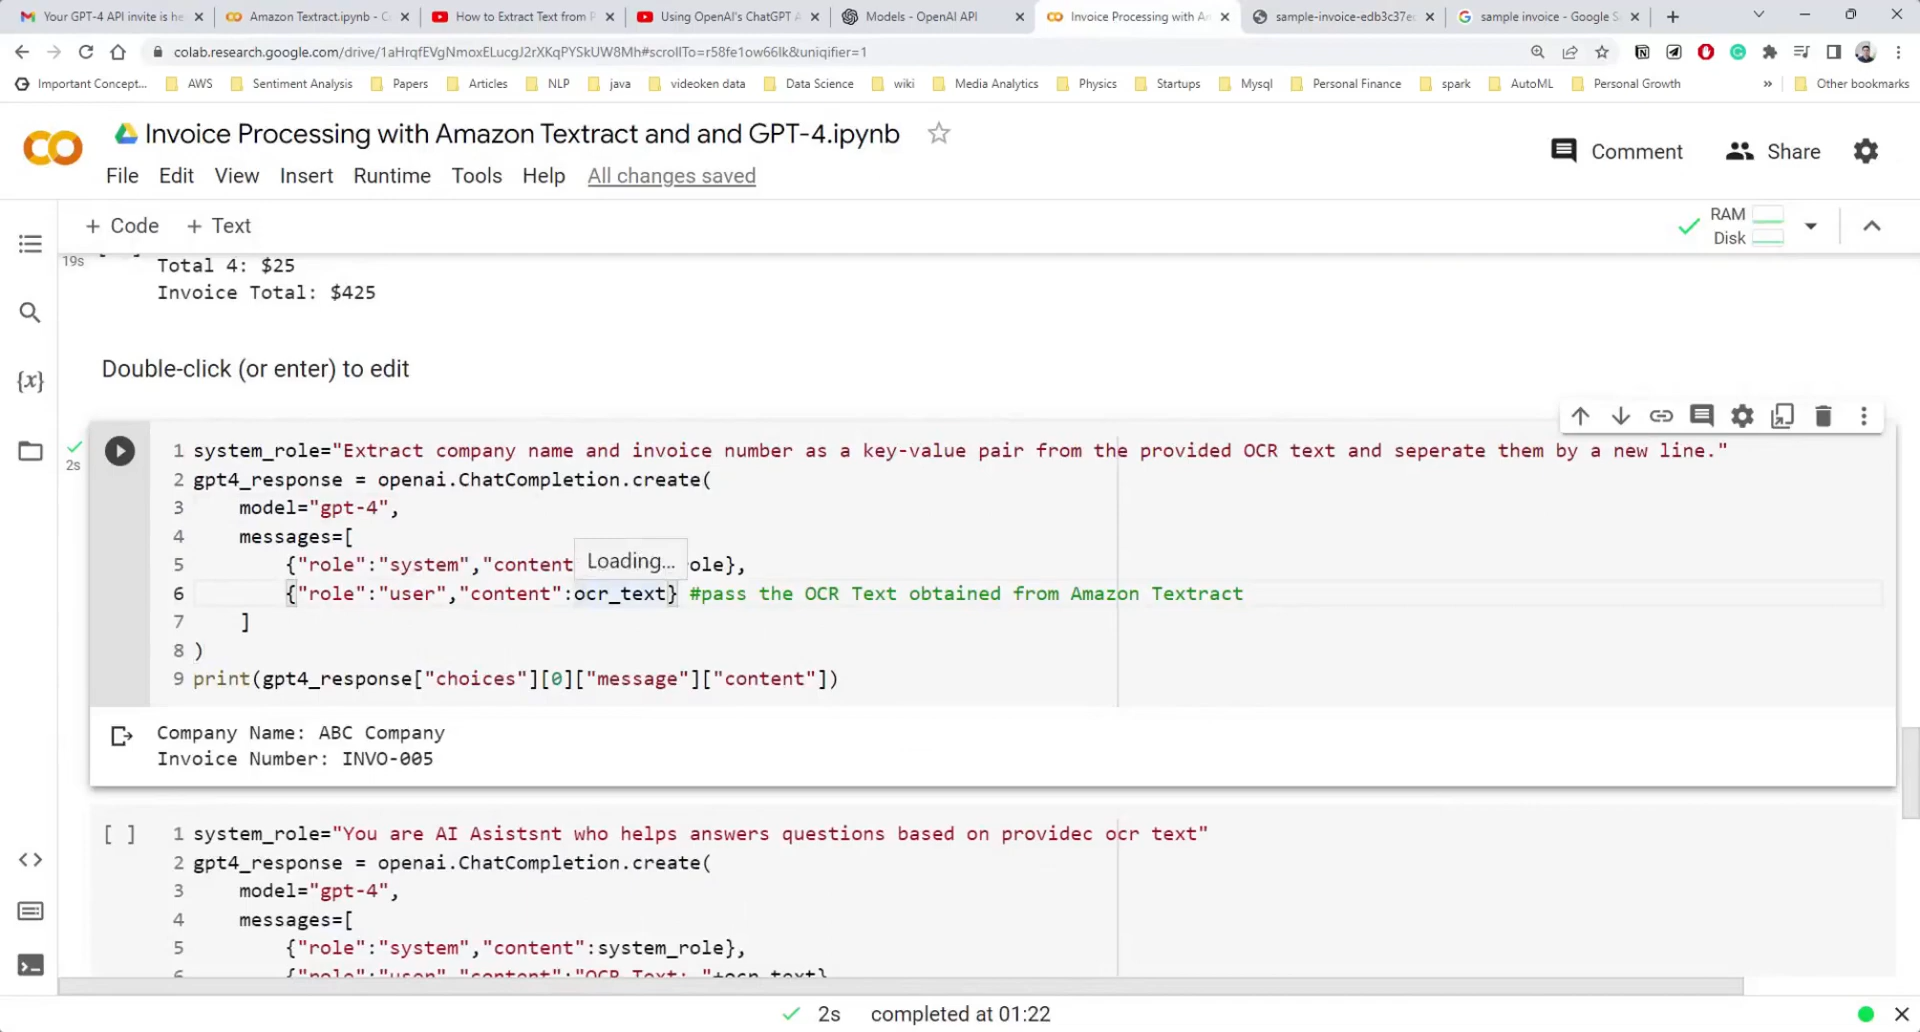 Your GPT-4 API invite is he
Amazon Textract.ipynb - C
How to Extract Text from P
Using OpenAI's ChatGPT A
Models - OpenAI API
Invoice Processing with Am
sample-invoice-edb3c37ec
sample invoice - Google S
colab.research.google.com/drive/1aHrqfEVgNmoxELucgJ2rXKqPYSkUW8Mh#scrollTo=r58fe1ow66lk&uniqifier=1
Important Concept...
AWS
Sentiment Analysis
Papers
Articles
NLP
java
videoken data
Data Science
wiki
Media Analytics
Physics
Startups
Mysql
Personal Finance
spark
AutoML
Personal Growth
»
Other bookmarks
Invoice Processing with Amazon Textract and and GPT-4.ipynb
Comment
Share
File Edit View Insert Runtime Tools Help All changes saved
+ Code + Text
RAM
Disk
19s
Total 4: $25
Invoice Total: $425
Double-click (or enter) to edit
2s
1 system_role="Extract company name and invoice number as a key-value pair from the provided OCR text and seperate them by a new line."
2 gpt4_response = openai.ChatCompletion.create(
3 model="gpt-4",
4 messages=[
Loading...
5 {"role":"system","content ole},
6 {"role":"user","content":ocr_text} #pass the OCR Text obtained from Amazon Textract
7 ]
8 )
9 print(gpt4_response["choices"][0]["message"]["content"])
Company Name: ABC Company
Invoice Number: INVO-005
[ ]
1 system_role="You are AI Asistsnt who helps answers questions based on providec ocr text"
2 gpt4_response = openai.ChatCompletion.create(
3 model="gpt-4",
4 messages=[
5 {"role":"system","content":system_role},
6 {"role":"user","content":"OCR Text: "+ocr_text}
2s completed at 01:22